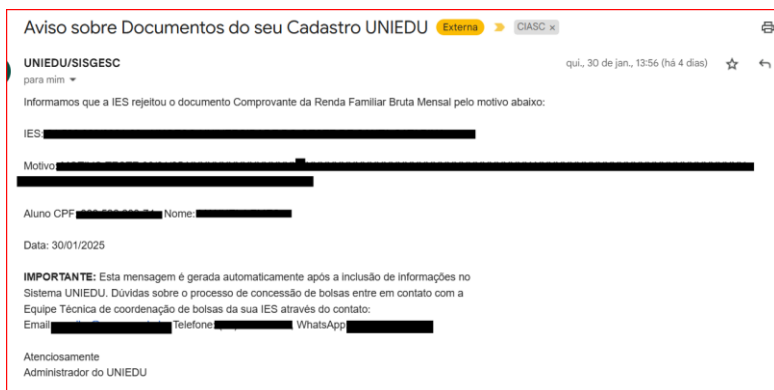 Aviso sobre Documentos do seu Cadastro UNIEDU Externa CIASC x
UNIEDU/SISGESC qui., 30 de jan., 13:56 (há 4 dias)
para mim
Informamos que a IES rejeitou o documento Comprovante da Renda Familiar Bruta Mensal pelo motivo abaixo:
IES:
Motivo:
Aluno CPF Nome:
Data: 30/01/2025
IMPORTANTE: Esta mensagem é gerada automaticamente após a inclusão de informações no
Sistema UNIEDU. Dúvidas sobre o processo de concessão de bolsas entre em contato com a
Equipe Técnica de coordenação de bolsas da sua IES através do contato:
Email Telefone WhatsApp
Atenciosamente
Administrador do UNIEDU